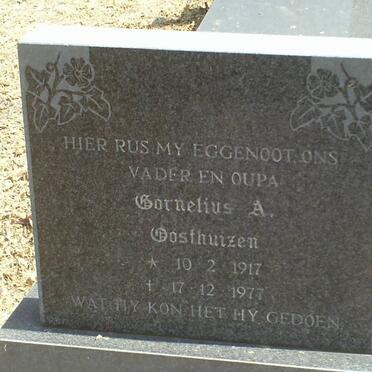 HIER RUS MY EGGENOOT, ONS
VADER EN OUPA
Cornelius A.
Oosthuizen
* 10·2·1917
† 17·12·1977
WAT HY KON HET HY GEDOEN